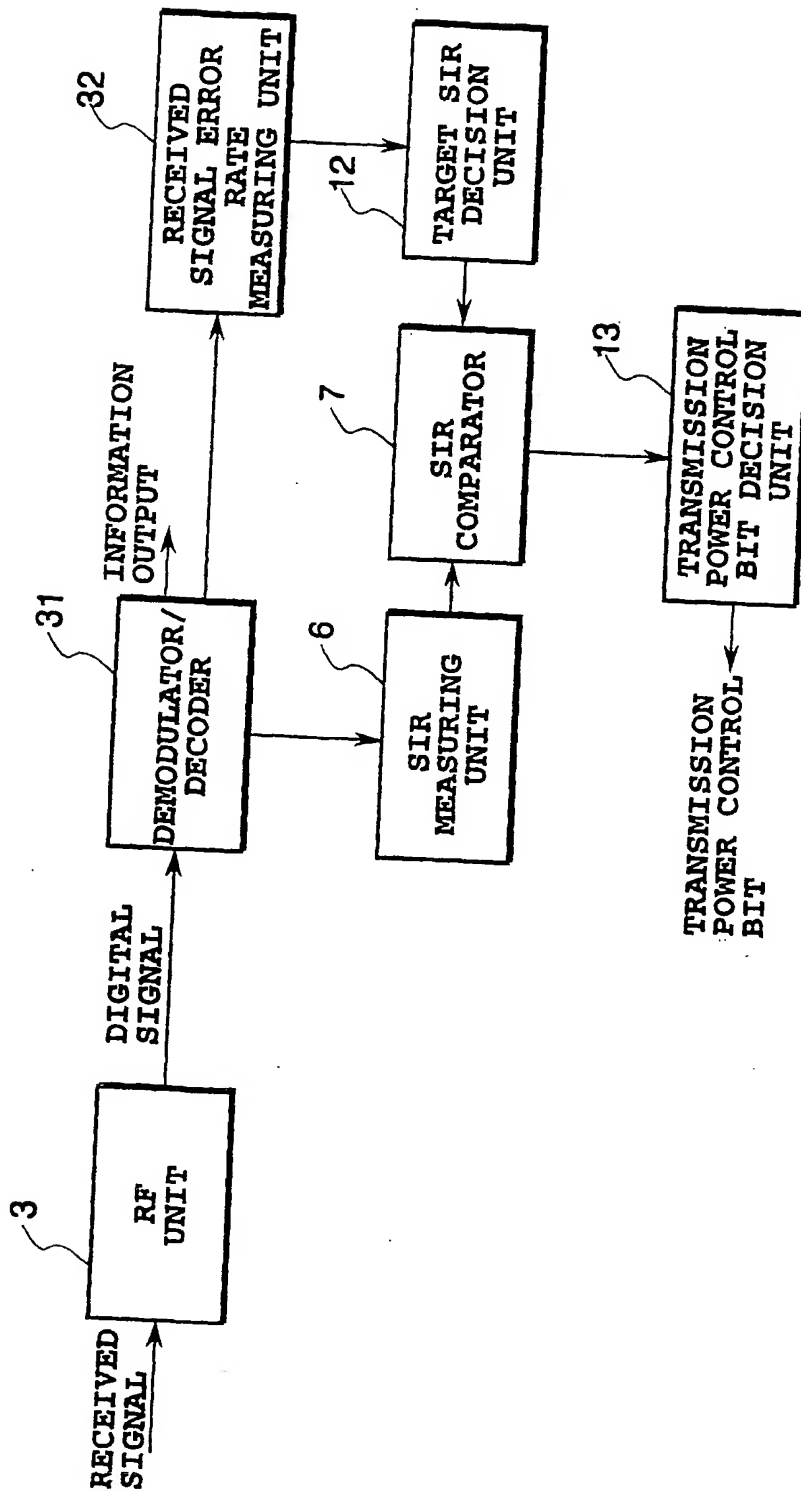 RECEIVED
SIGNAL
3
RF
UNIT
DIGITAL
SIGNAL
31
DEMODULATOR/
DECODER
INFORMATION
OUTPUT
32
RECEIVED
SIGNAL ERROR
RATE
MEASURING UNIT
6
SIR
MEASURING
UNIT
7
SIR
COMPARATOR
12
TARGET SIR
DECISION
UNIT
13
TRANSMISSION
POWER CONTROL
BIT DECISION
UNIT
TRANSMISSION
POWER CONTROL
BIT